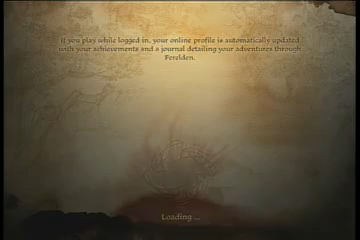 If you play while logged in, your online profile is automatically updated
with your achievements and a journal detailing your adventures through
Ferelden.
Loading ...